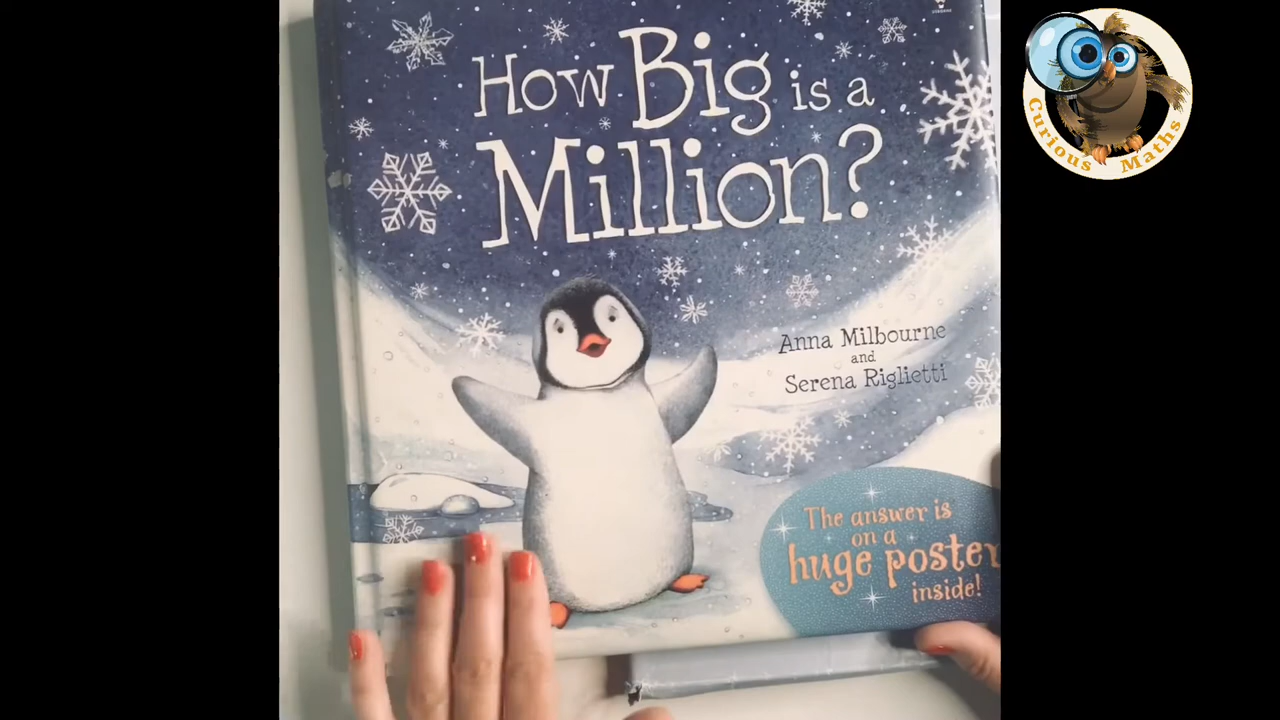 How Big is a
Million?
Anna Milbourne
and
Serena Riglietti
The answer is
on a
huge poster
inside!
Curious Maths